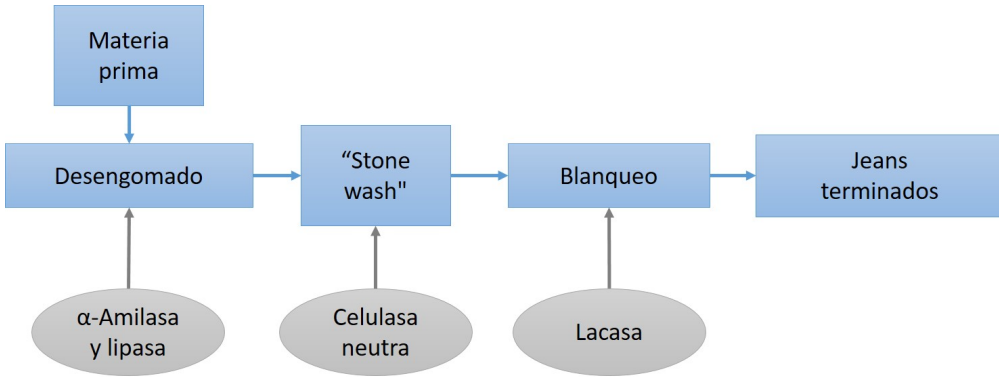 Materia
prima
Desengomado
“Stone
wash"
Blanqueo
Jeans
terminados
α-Amilasa
y lipasa
Celulasa
neutra
Lacasa